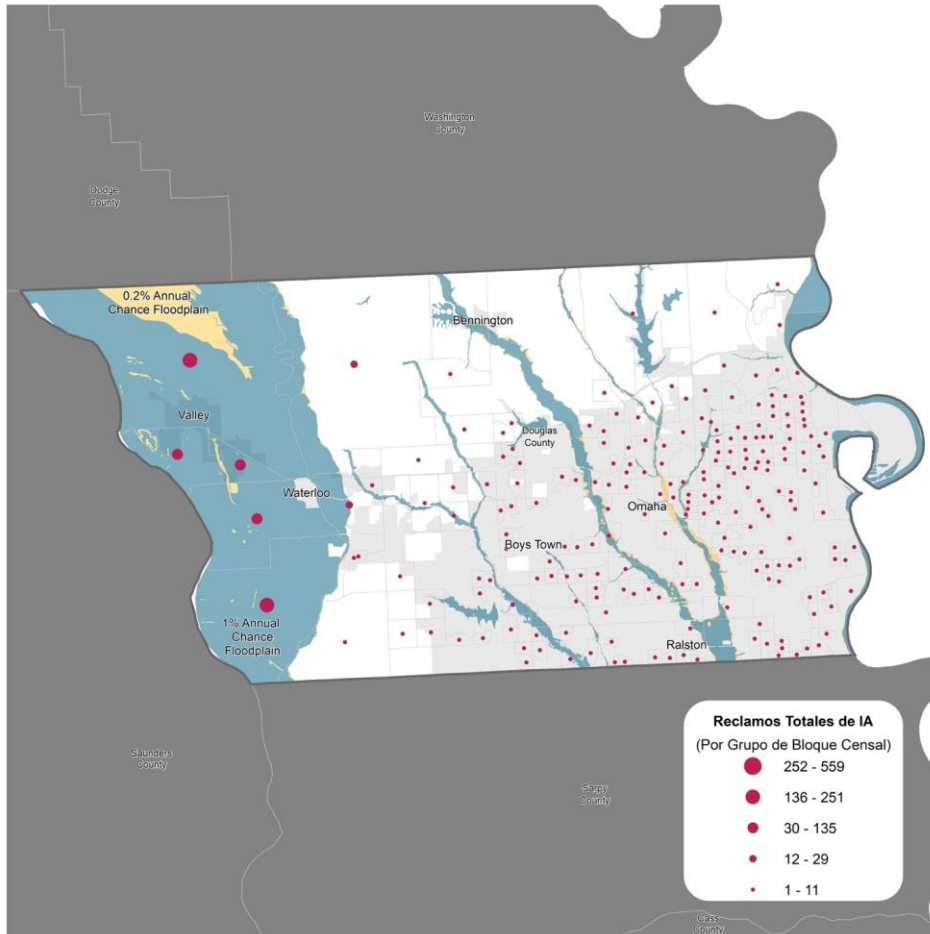 Washington
County
Dodge
County
0.2% Annual
Chance Floodplain
Bennington
Valley
Douglas
County
Waterloo
Omaha
Boys Town
1% Annual
Chance
Floodplain
Ralston
Saunders
County
Sarpy
County
Cass
County
Reclamos Totales de IA
(Por Grupo de Bloque Censal)
252 - 559
136 - 251
30 - 135
12 - 29
1 - 11